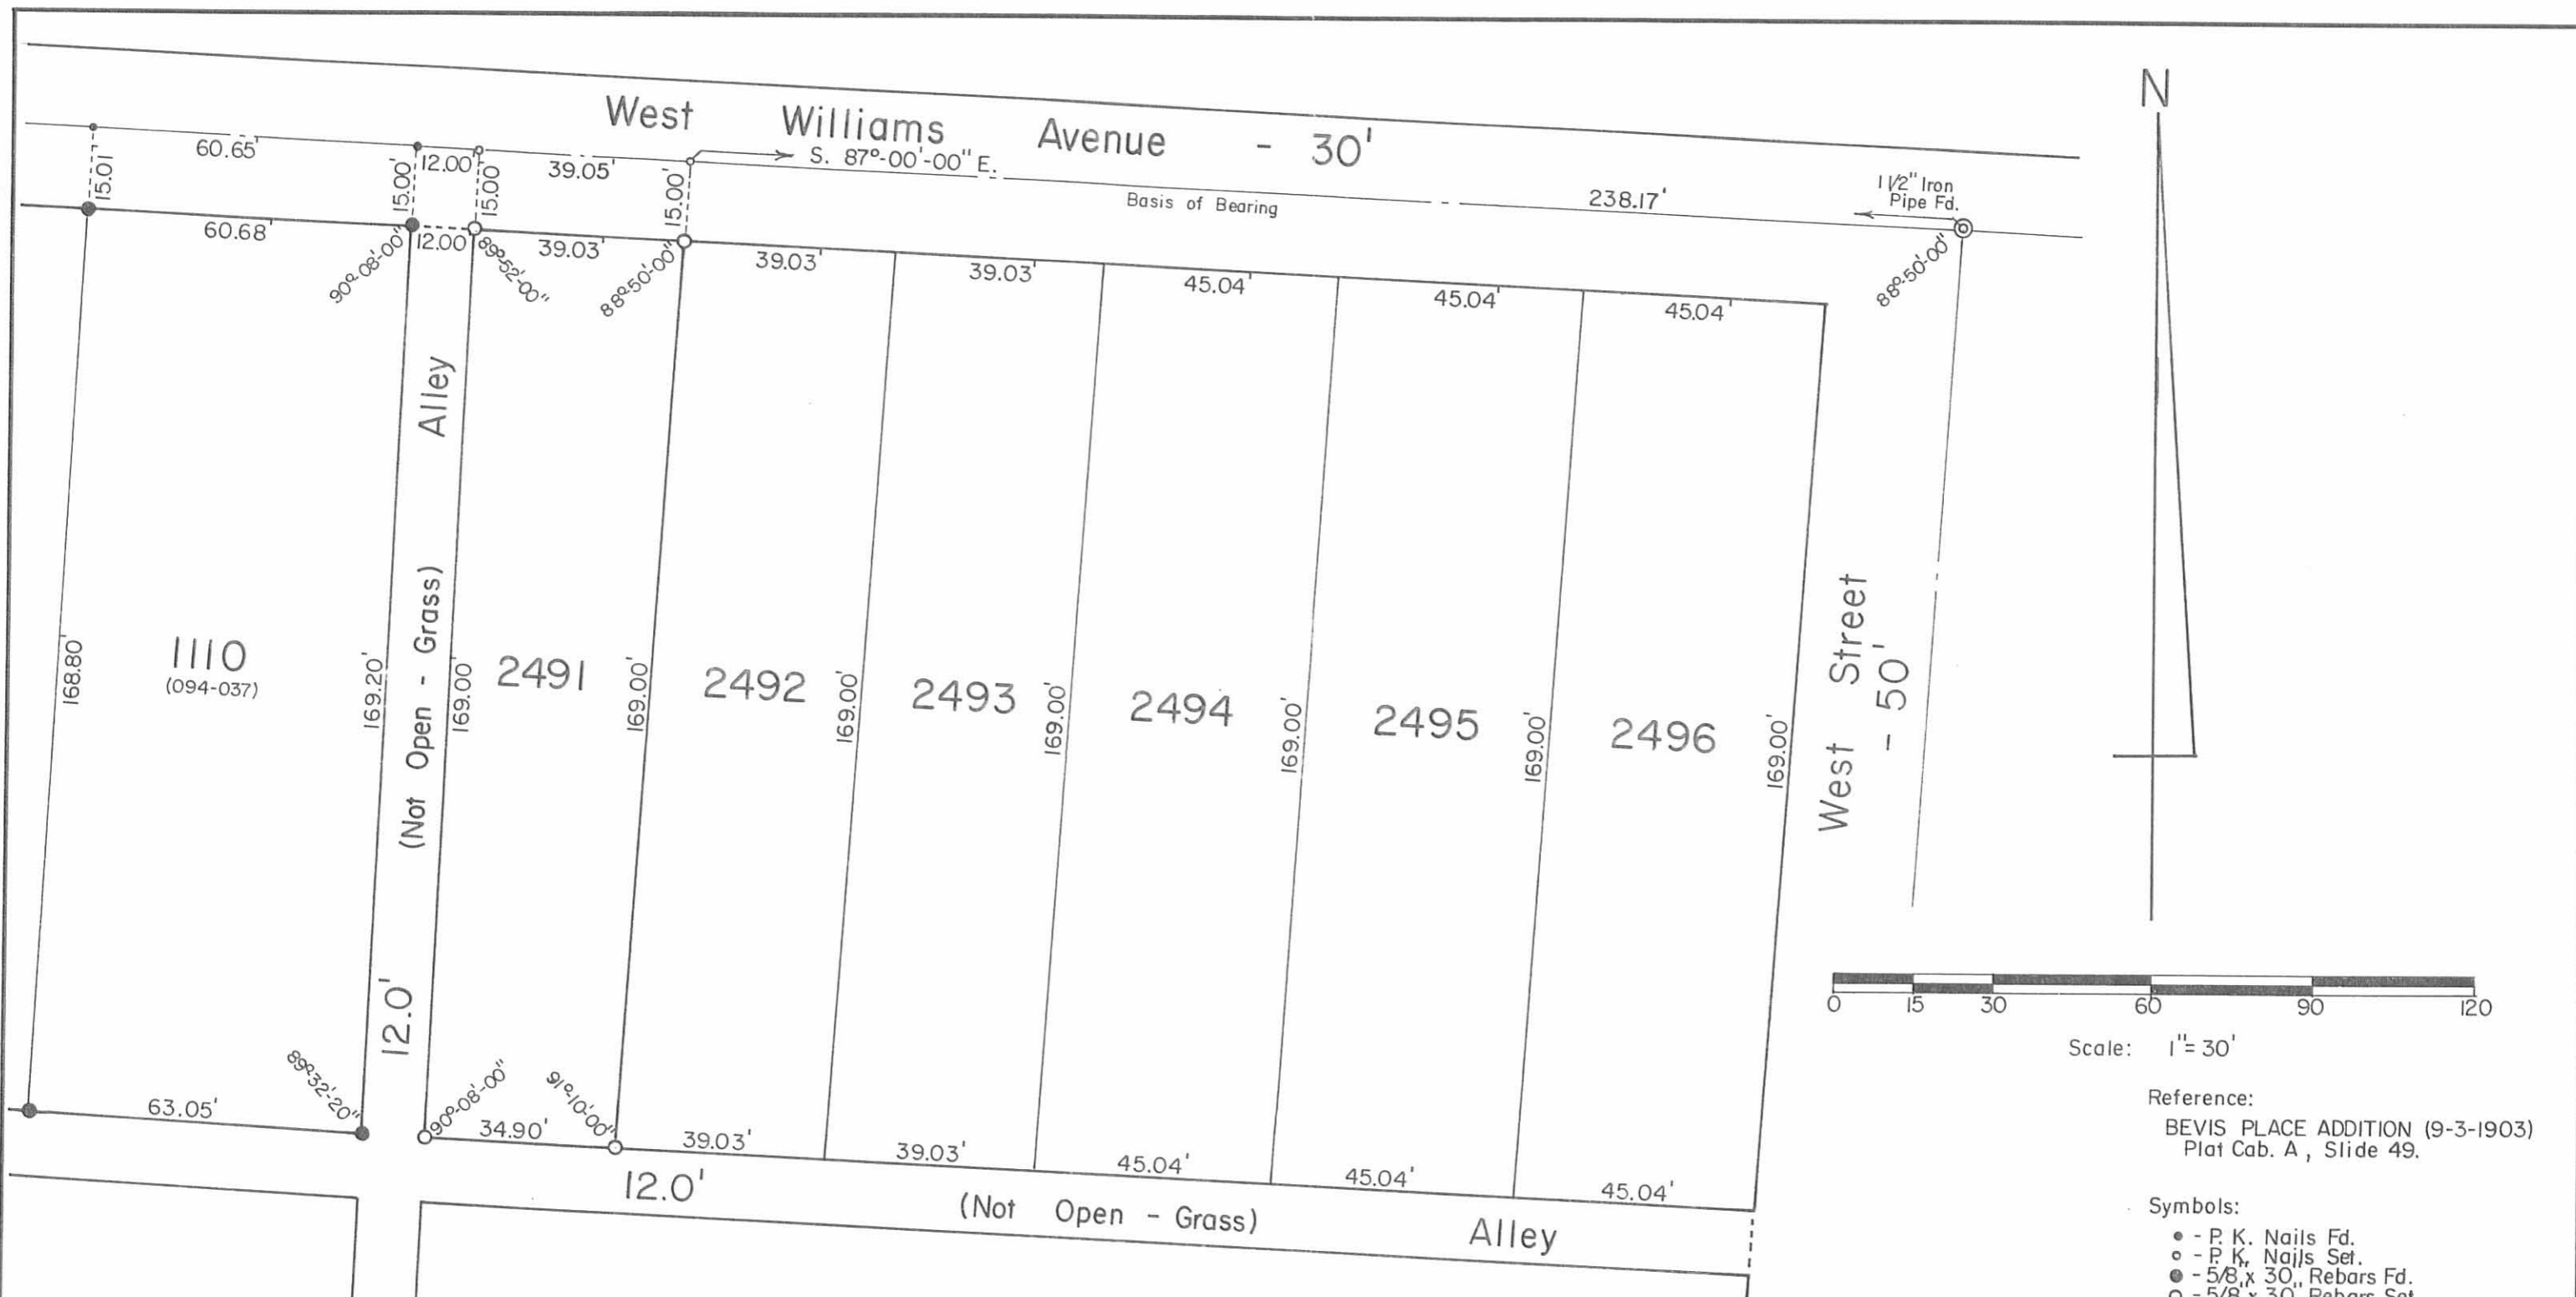 N
West Williams Avenue - 30'
S. 87°-00'-00" E.
Basis of Bearing
238.17'
1 1/2" Iron
Pipe Fd.
88°-50'-00"
60.65'
12.00'
39.05'
15.01'
15.00'
15.00'
15.00'
60.68'
12.00'
39.03'
39.03'
39.03'
45.04'
45.04'
45.04'
90°-08'-00"
89°-52'-00"
88°-50'-00"
168.80'
1110
(094-037)
169.20'
12.0' (Not Open - Grass) Alley
169.00'
2491
169.00'
2492
169.00'
2493
169.00'
2494
169.00'
2495
169.00'
2496
169.00'
West Street
- 50'
89°-32'-20"
90°-08'-00"
91°-10'-00"
63.05'
34.90'
39.03'
39.03'
45.04'
45.04'
45.04'
12.0' (Not Open - Grass) Alley
0 15 30 60 90 120
Scale: 1"= 30'
Reference:
BEVIS PLACE ADDITION (9-3-1903)
Plat Cab. A, Slide 49.
Symbols:
- P. K. Nails Fd.
- P. K. Nails Set.
- 5/8" x 30" Rebars Fd.
- 5/8" x 30" Rebars Set